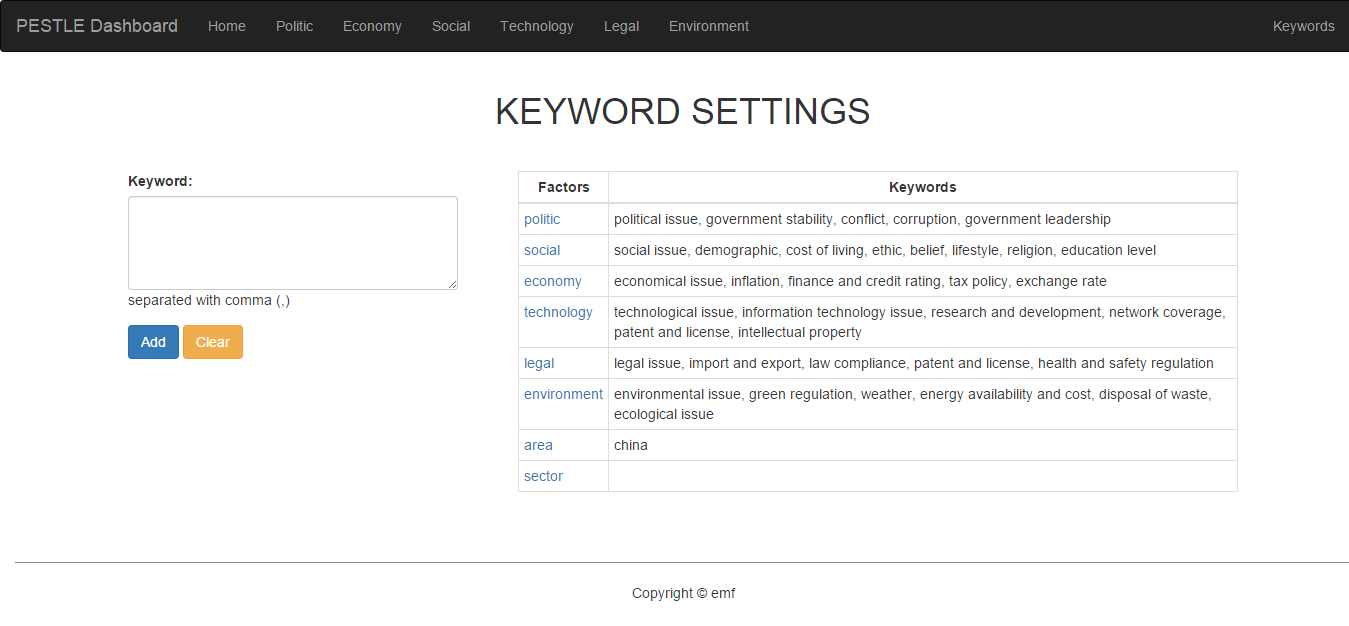 PESTLE Dashboard Home Politic Economy Social Technology Legal Environment Keywords
KEYWORD SETTINGS
Keyword:
separated with comma (,)
Add Clear
Factors Keywords
politic political issue, government stability, conflict, corruption, government leadership
social social issue, demographic, cost of living, ethic, belief, lifestyle, religion, education level
economy economical issue, inflation, finance and credit rating, tax policy, exchange rate
technology technological issue, information technology issue, research and development, network coverage,
patent and license, intellectual property
legal legal issue, import and export, law compliance, patent and license, health and safety regulation
environment environmental issue, green regulation, weather, energy availability and cost, disposal of waste,
ecological issue
area china
sector
Copyright © emf